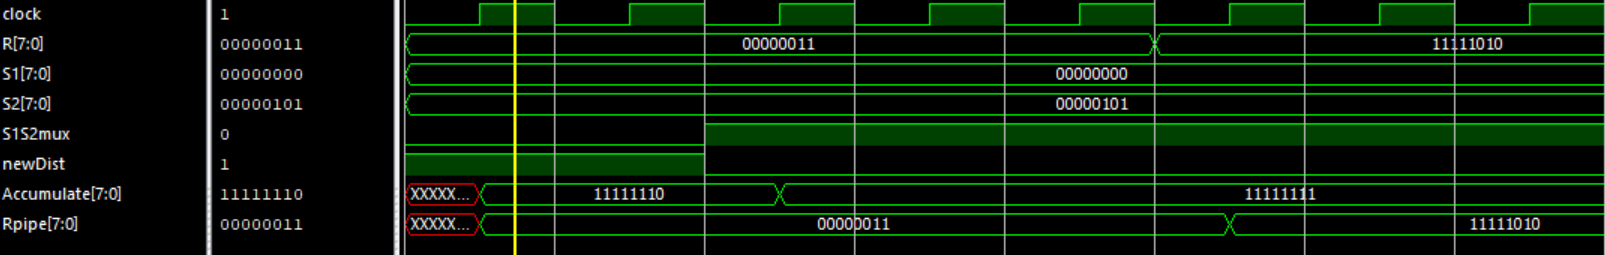 clock 1
R[7:0] 00000011 00000011 11111010
S1[7:0] 00000000 00000000
S2[7:0] 00000101 00000101
S1S2mux 0
newDist 1
Accumulate[7:0] 11111110 XXXXX... 11111110 11111111
Rpipe[7:0] 00000011 XXXXX... 00000011 11111010